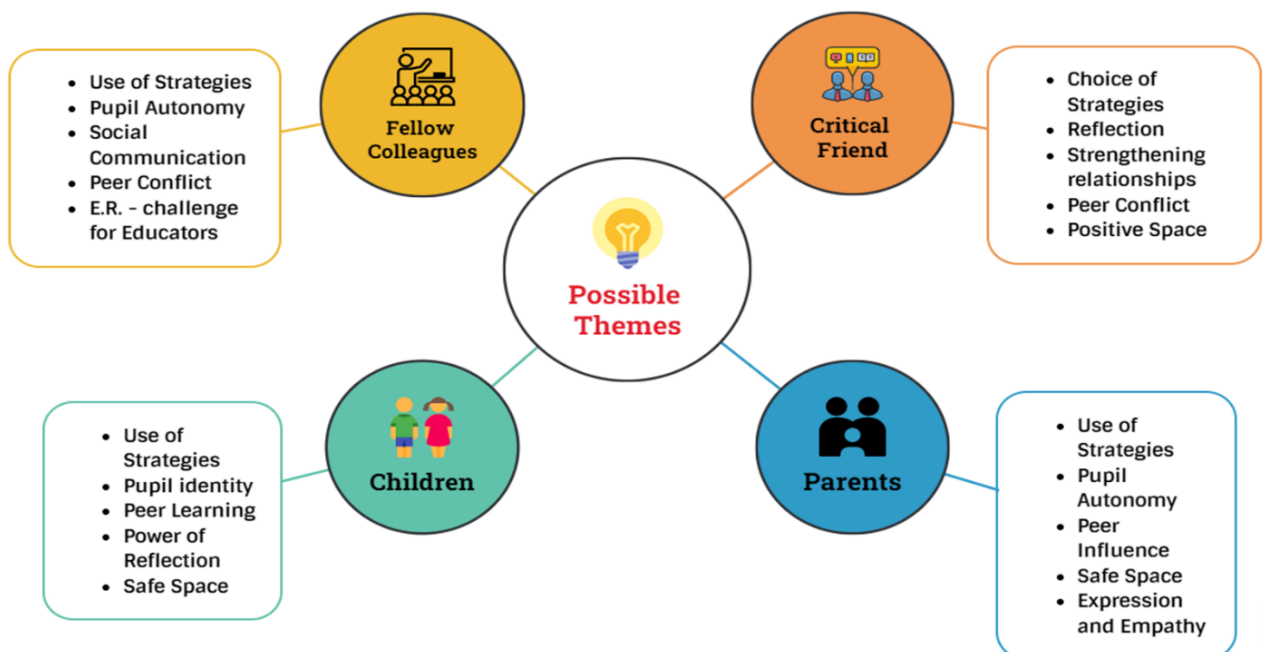 Fellow
Colleagues
• Use of Strategies
• Pupil Autonomy
• Social
Communication
• Peer Conflict
• E.R. – challenge
for Educators
Critical
Friend
• Choice of
Strategies
• Reflection
• Strengthening
relationships
• Peer Conflict
• Positive Space
Possible
Themes
Children
• Use of
Strategies
• Pupil identity
• Peer Learning
• Power of
Reflection
• Safe Space
Parents
• Use of
Strategies
• Pupil
Autonomy
• Peer
Influence
• Safe Space
• Expression
and Empathy